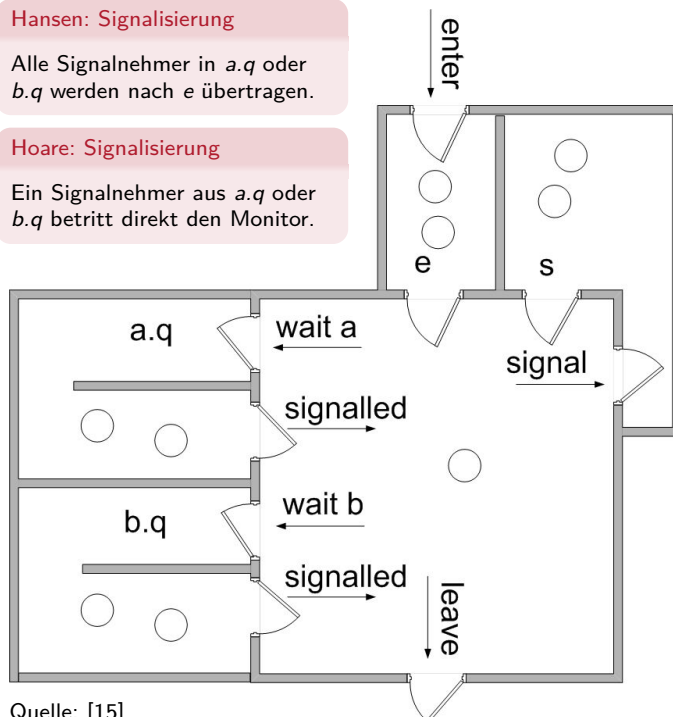 Hansen: Signalisierung
Alle Signalnehmer in a.q oder
b.q werden nach e übertragen.
Hoare: Signalisierung
Ein Signalnehmer aus a.q oder
b.q betritt direkt den Monitor.
enter
e
s
a.q
wait a
signal
signalled
b.q
wait b
signalled
leave
Quelle: [15]